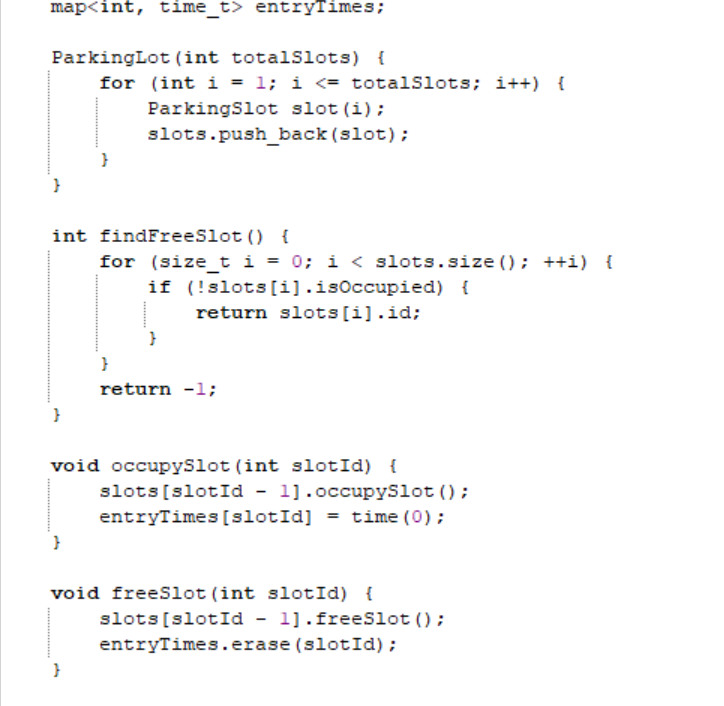 map<int, time_t> entryTimes;
ParkingLot(int totalSlots) {
for (int i = 1; i <= totalSlots; i++) {
ParkingSlot slot(i);
slots.push_back(slot);
}
}
int findFreeSlot() {
for (size_t i = 0; i < slots.size(); ++i) {
if (!slots[i].isOccupied) {
return slots[i].id;
}
}
return -1;
}
void occupySlot(int slotId) {
slots[slotId - 1].occupySlot();
entryTimes[slotId] = time(0);
}
void freeSlot(int slotId) {
slots[slotId - 1].freeSlot();
entryTimes.erase(slotId);
}